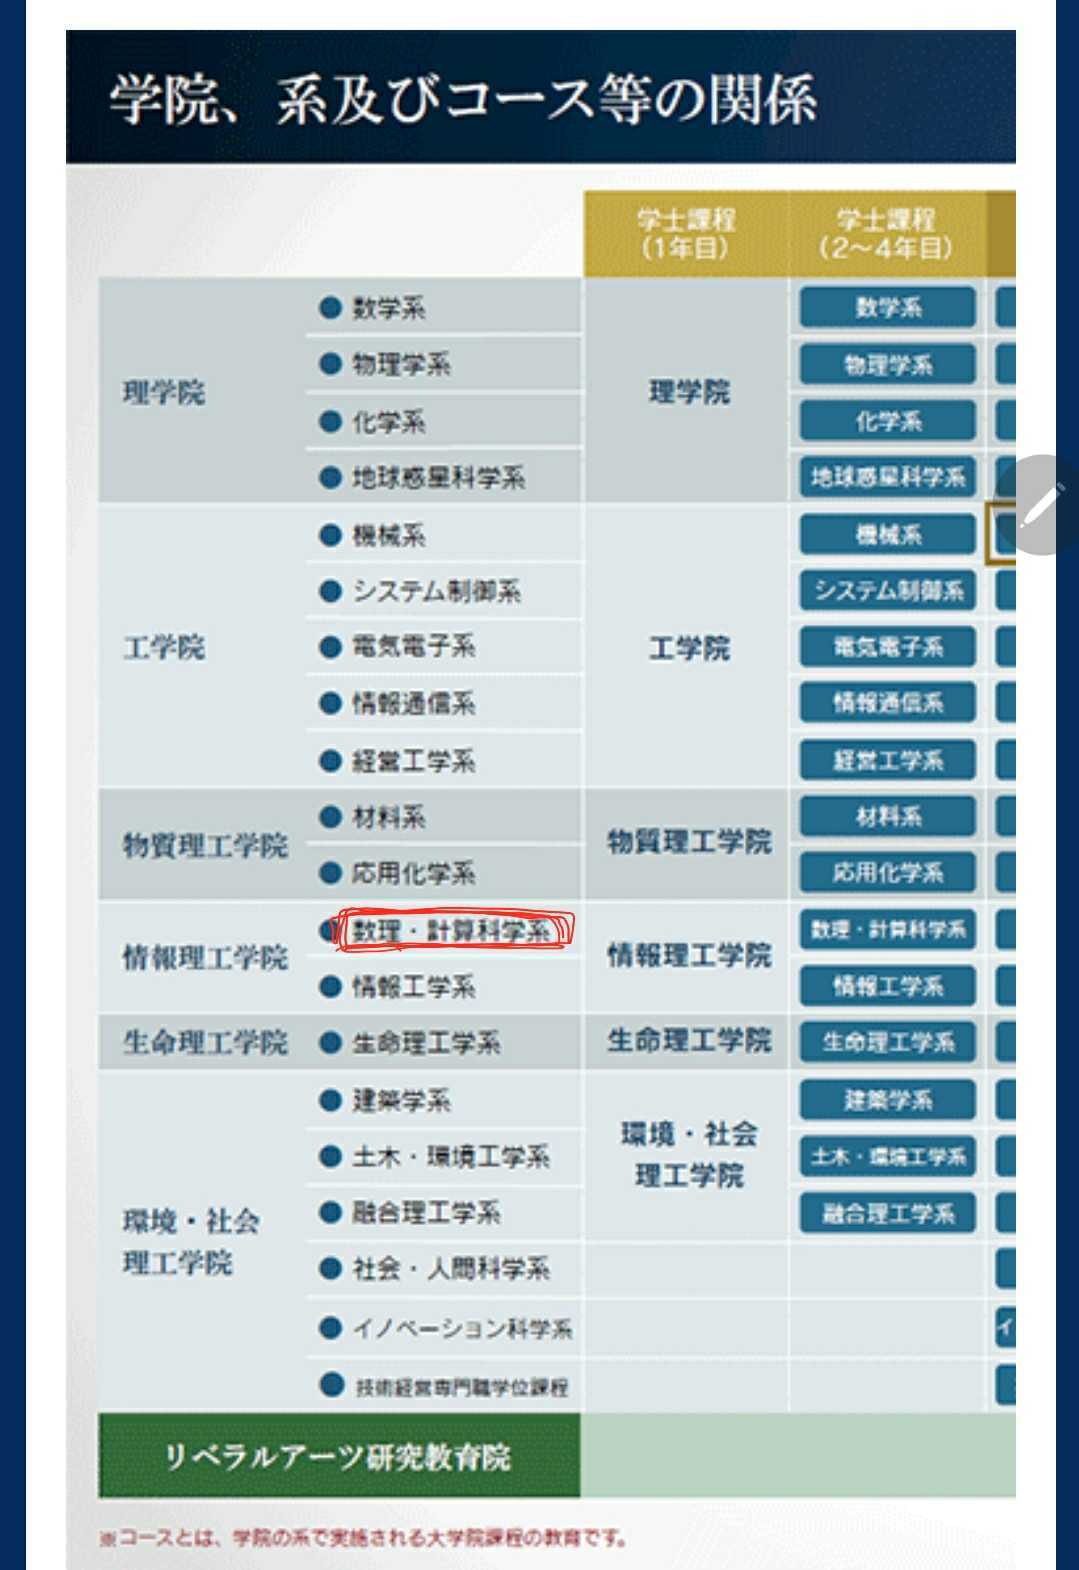 学院、系及びコース等の関係
学士課程
(1年目)
学士課程
(2〜4年目)
理学院
数学系
物理学系
化学系
地球惑星科学系
理学院
数学系
物理学系
化学系
地球惑星科学系
工学院
機械系
システム制御系
電気電子系
情報通信系
経営工学系
工学院
機械系
システム制御系
電気電子系
情報通信系
経営工学系
物質理工学院
材料系
応用化学系
物質理工学院
材料系
応用化学系
情報理工学院
数理・計算科学系
情報工学系
情報理工学院
数理・計算科学系
情報工学系
生命理工学院
生命理工学系
生命理工学院
生命理工学系
環境・社会
理工学院
建築学系
土木・環境工学系
融合理工学系
社会・人間科学系
イノベーション科学系
技術経営専門職学位課程
環境・社会
理工学院
建築学系
土木・環境工学系
融合理工学系
イ
リベラルアーツ研究教育院
※コースとは、学院の系で実施される大学院課程の教育です。